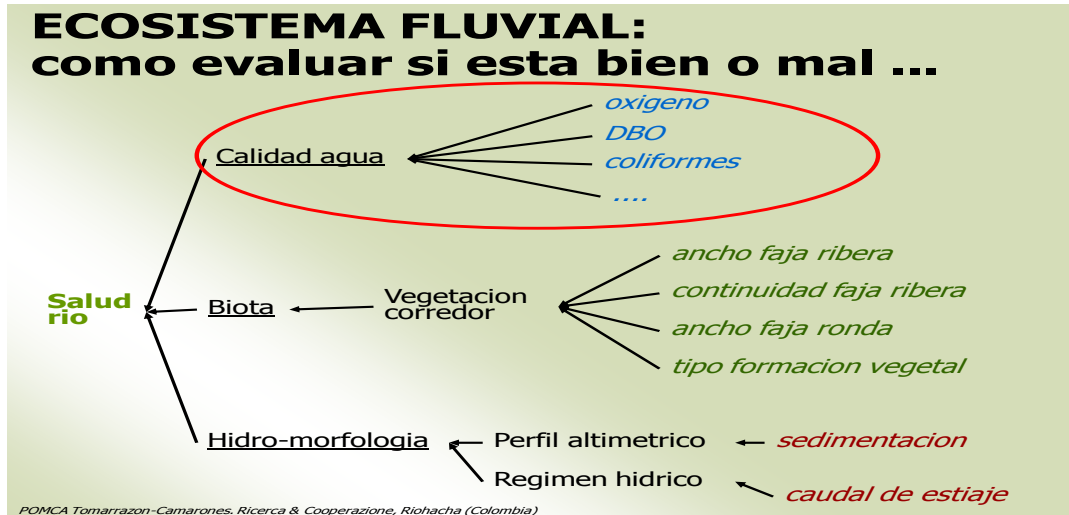 ECOSISTEMA FLUVIAL:
como evaluar si esta bien o mal ...
oxigeno
DBO
Calidad agua
coliformes
....
ancho faja ribera
Salud
rio
Biota
Vegetacion
corredor
continuidad faja ribera
ancho faja ronda
tipo formacion vegetal
Hidro-morfologia
Perfil altimetrico
sedimentacion
Regimen hidrico
caudal de estiaje
POMCA Tomarrazon-Camarones. Ricerca & Cooperazione, Riohacha (Colombia)